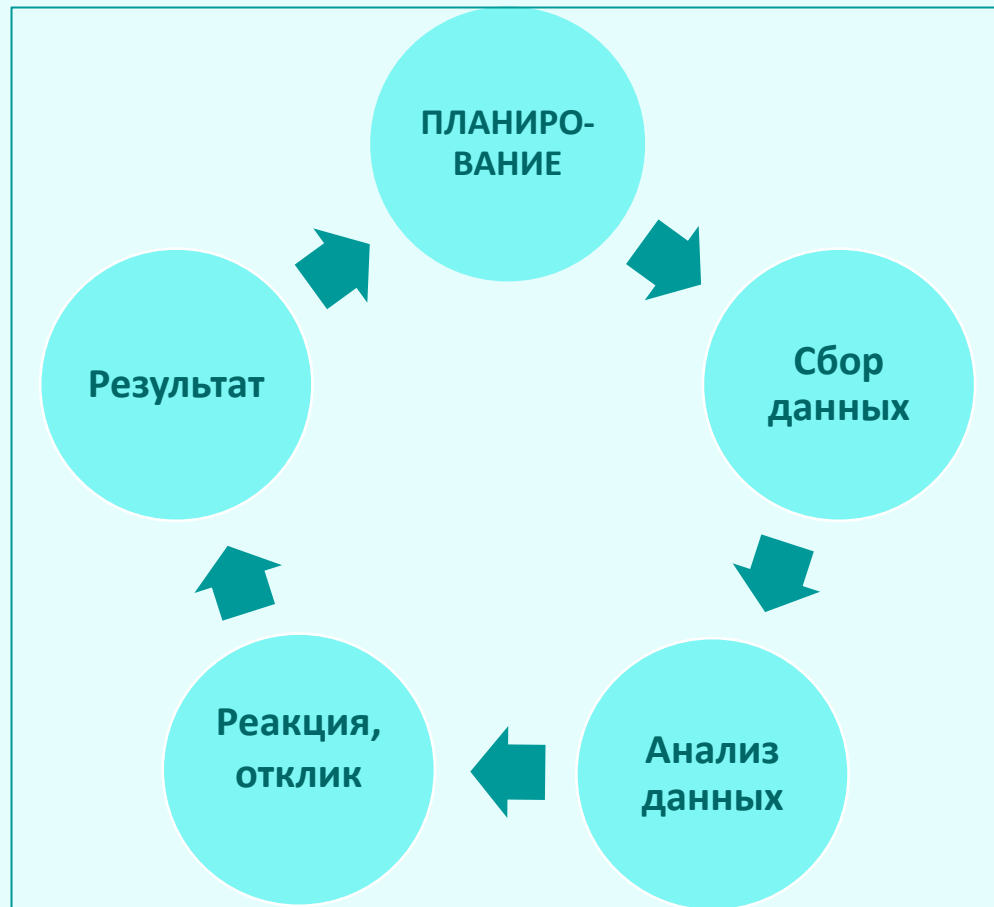 ПЛАНИРО-
ВАНИЕ
Сбор
данных
Анализ
данных
Реакция,
отклик
Результат